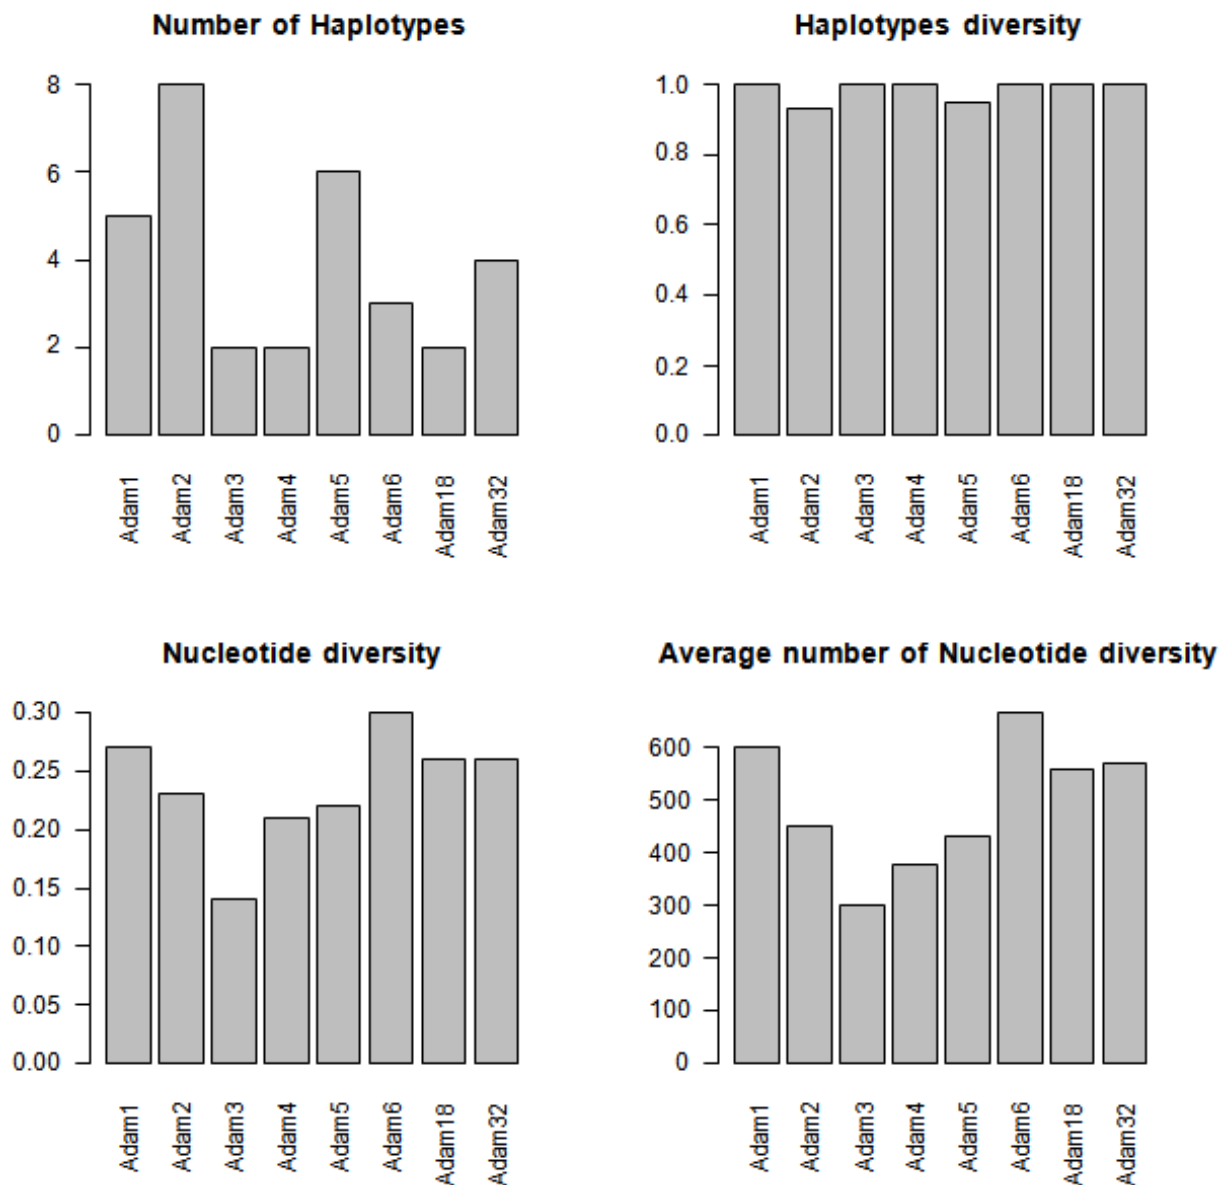 Number of Haplotypes
8
6
4
2
0
Adam1
Adam2
Adam3
Adam4
Adam5
Adam6
Adam18
Adam32
Haplotypes diversity
1.0
0.8
0.6
0.4
0.2
0.0
Adam1
Adam2
Adam3
Adam4
Adam5
Adam6
Adam18
Adam32
Nucleotide diversity
0.30
0.25
0.20
0.15
0.10
0.05
0.00
Adam1
Adam2
Adam3
Adam4
Adam5
Adam6
Adam18
Adam32
Average number of Nucleotide diversity
600
500
400
300
200
100
0
Adam1
Adam2
Adam3
Adam4
Adam5
Adam6
Adam18
Adam32